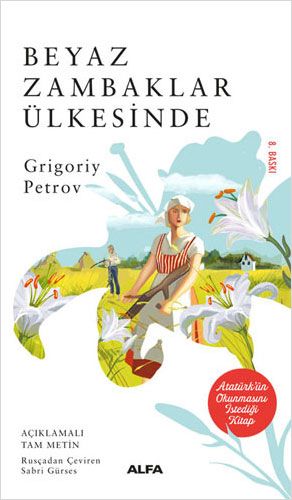 BEYAZ
ZAMBAKLAR
ÜLKESİNDE
Grigoriy
Petrov
8. BASKI
Atatürk'ün
Okunmasını
İstediği
Kitap
AÇIKLAMALI
TAM METİN
Rusçadan Çeviren
Sabri Gürses
ALFA